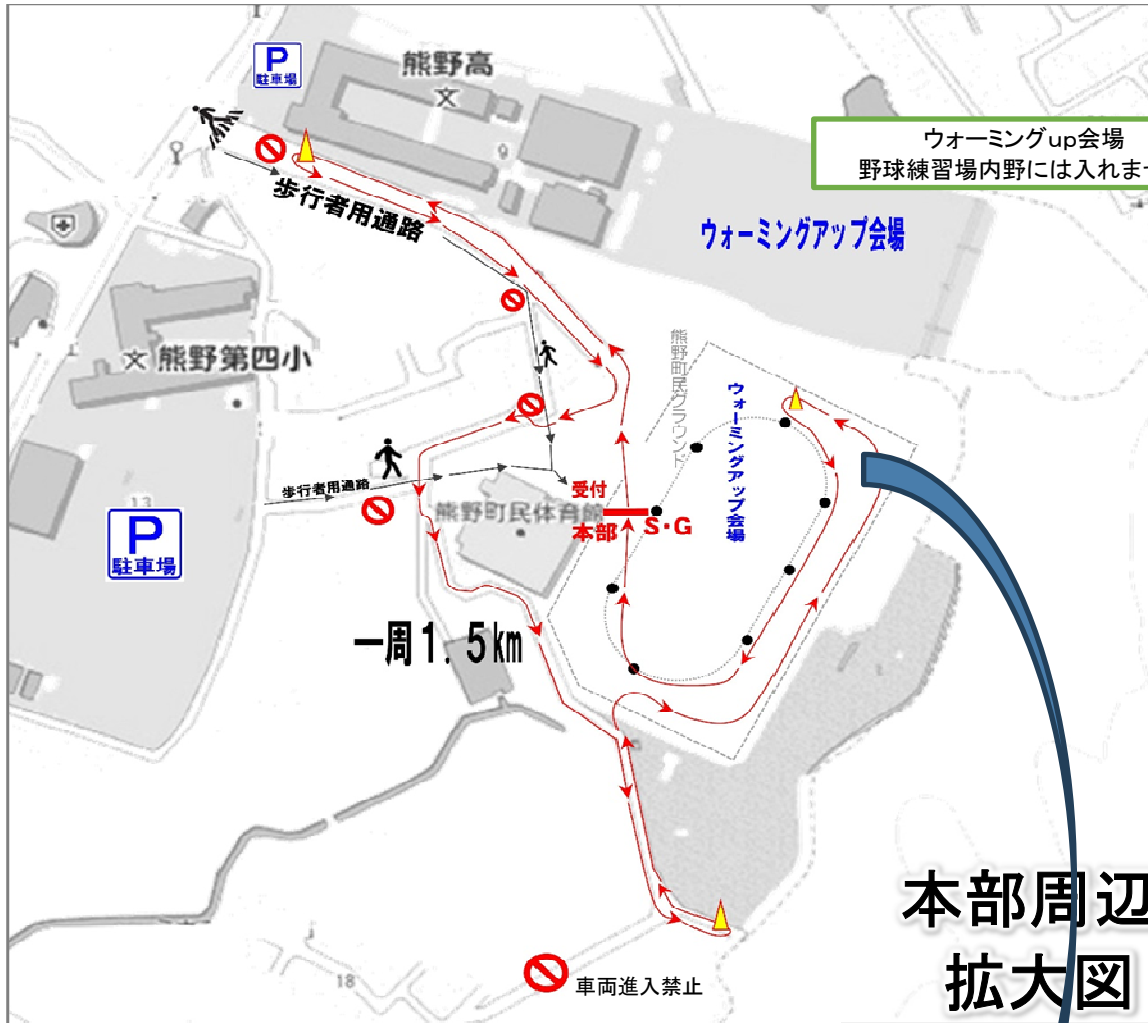 P
駐車場
熊野高
文
ウォーミングup会場
野球練習場内野には入れませ
歩行者用通路
ウォーミングアップ会場
文 熊野第四小
熊野町民グラウンド
ウォーミングアップ会場
歩行者用通路
13
P
駐車場
受付
熊野町民体育館
本部 S・G
一周1.5km
本部周辺
拡大図
18
車両進入禁止